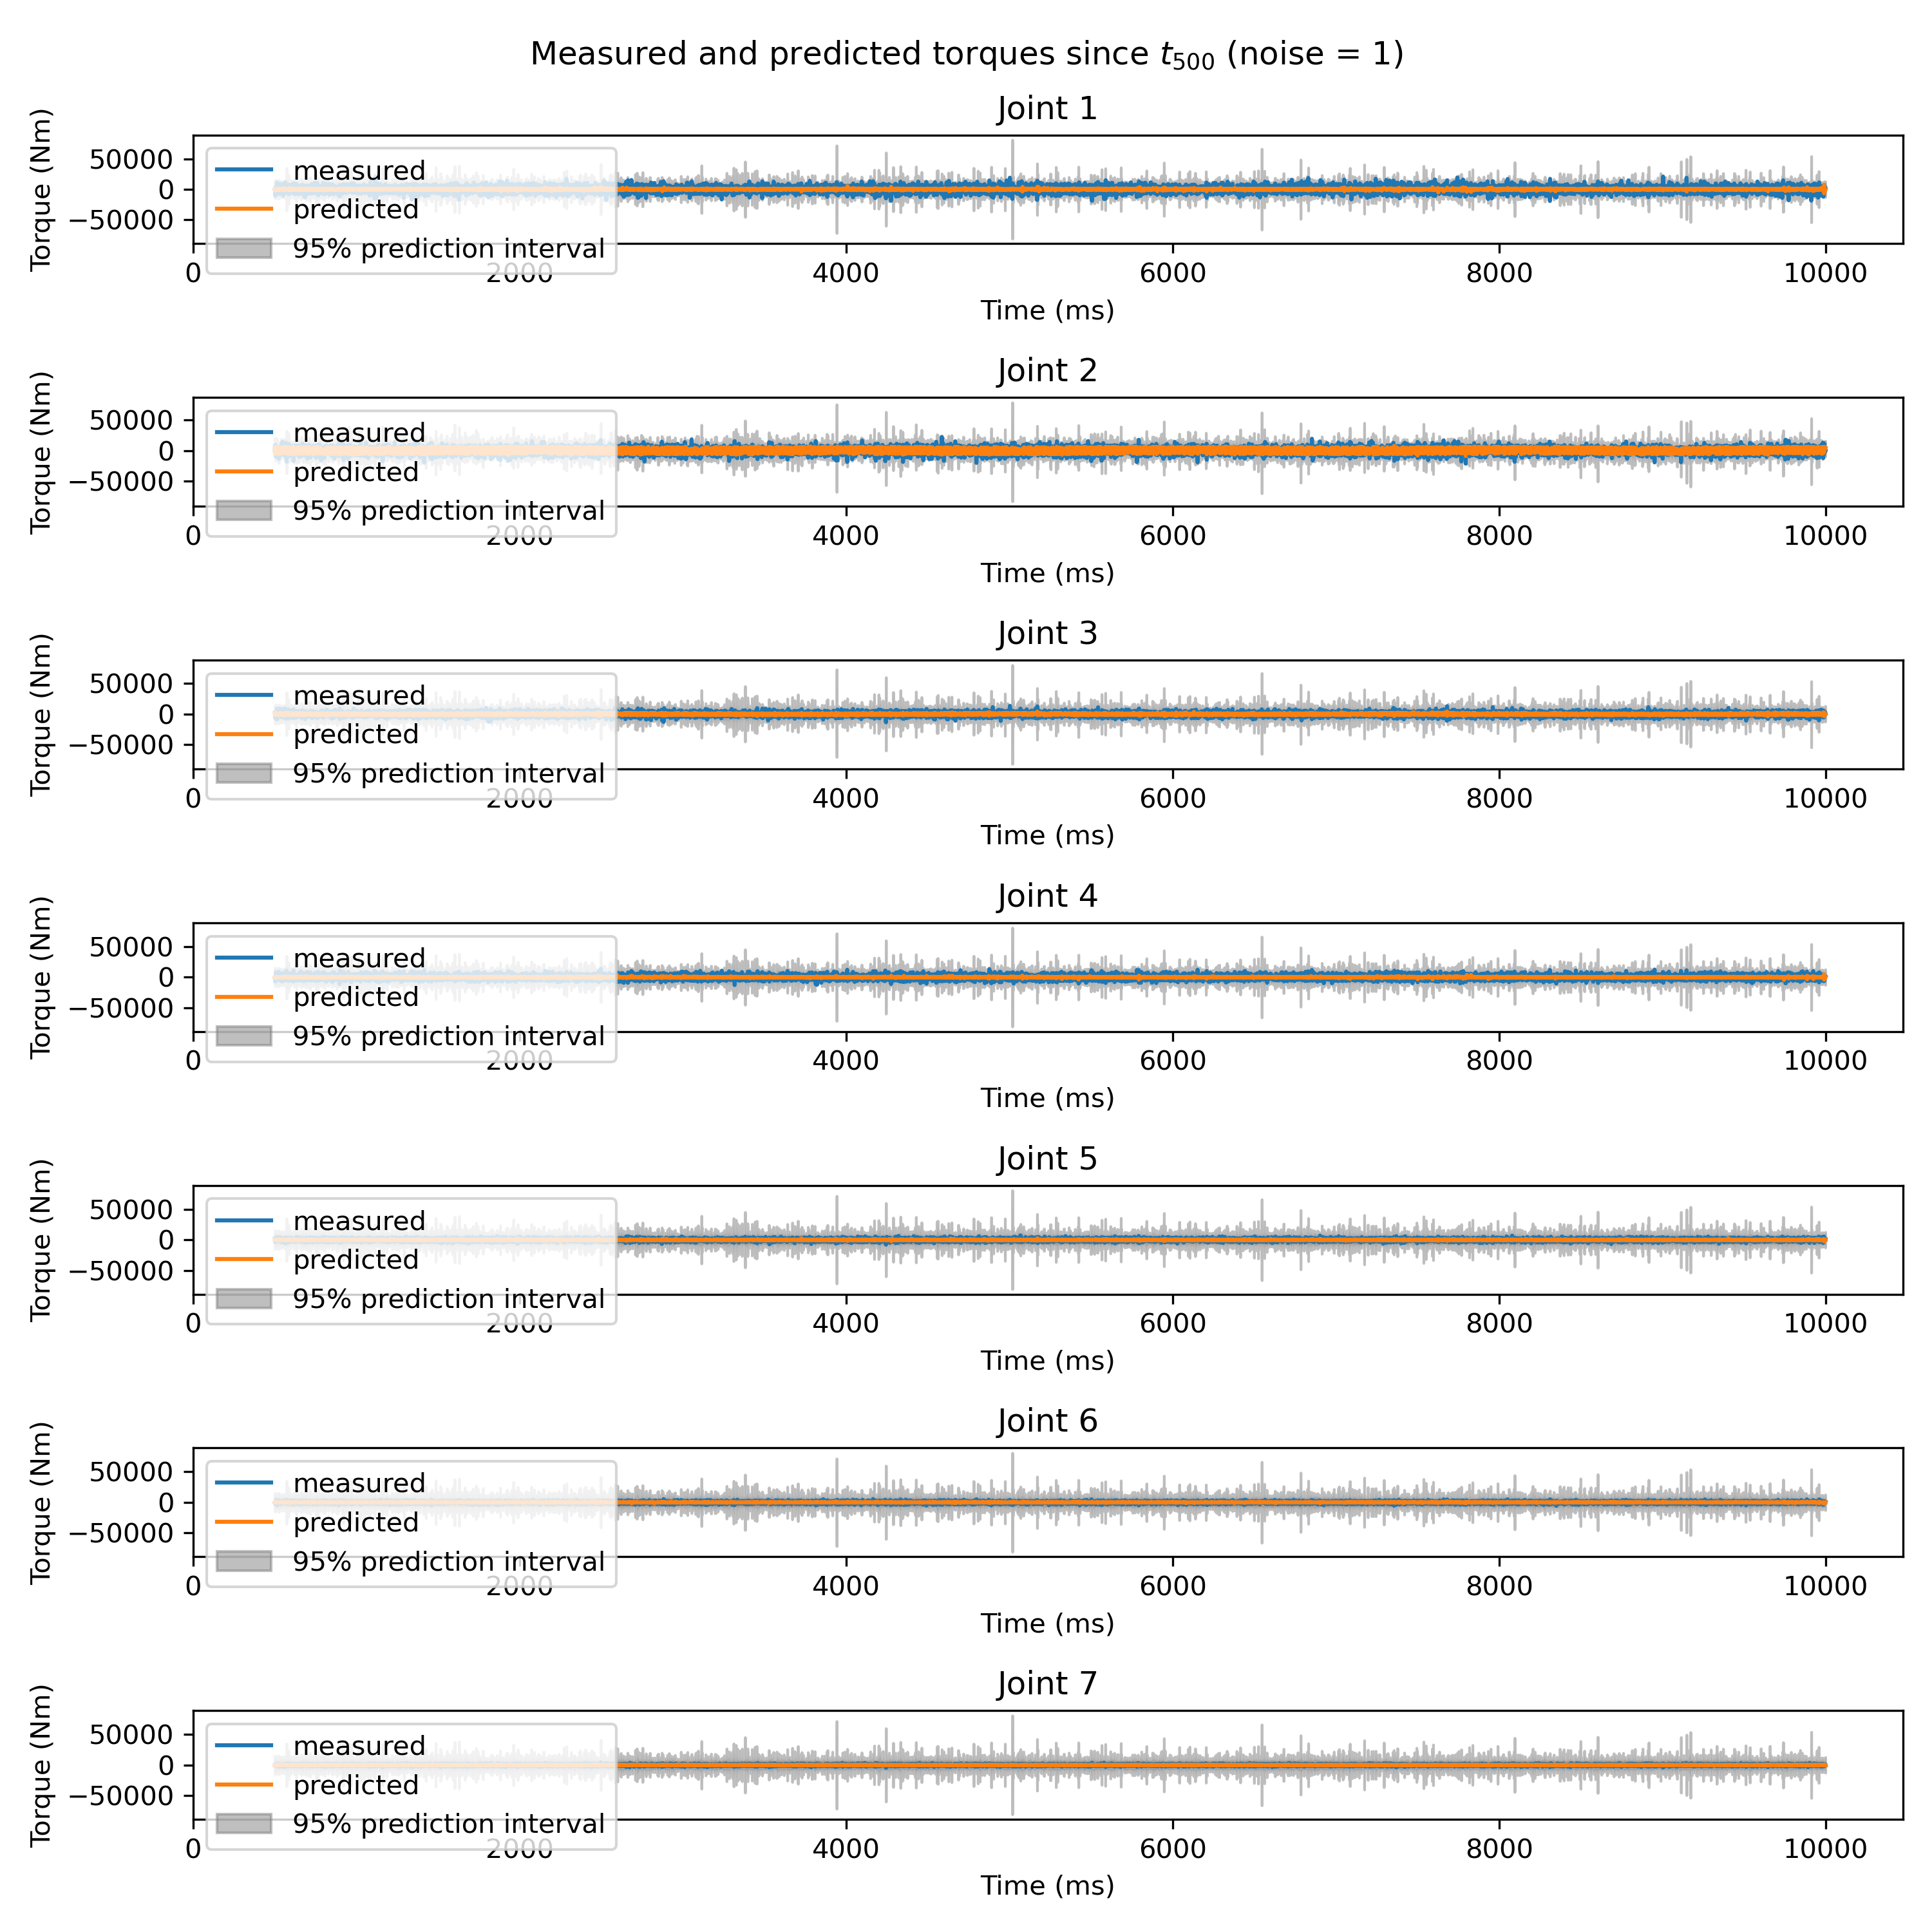 Measured and predicted torques since t500 (noise = 1)
Joint 1
Torque (Nm)
50000
0
−50000
measured
predicted
95% prediction interval
0 2000 4000 6000 8000 10000
Time (ms)
Joint 2
Torque (Nm)
50000
0
−50000
measured
predicted
95% prediction interval
0 2000 4000 6000 8000 10000
Time (ms)
Joint 3
Torque (Nm)
50000
0
−50000
measured
predicted
95% prediction interval
0 2000 4000 6000 8000 10000
Time (ms)
Joint 4
Torque (Nm)
50000
0
−50000
measured
predicted
95% prediction interval
0 2000 4000 6000 8000 10000
Time (ms)
Joint 5
Torque (Nm)
50000
0
−50000
measured
predicted
95% prediction interval
0 2000 4000 6000 8000 10000
Time (ms)
Joint 6
Torque (Nm)
50000
0
−50000
measured
predicted
95% prediction interval
0 2000 4000 6000 8000 10000
Time (ms)
Joint 7
Torque (Nm)
50000
0
−50000
measured
predicted
95% prediction interval
0 2000 4000 6000 8000 10000
Time (ms)